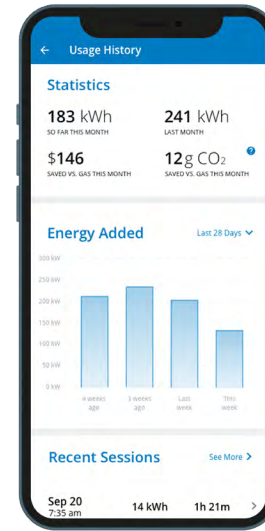 Usage History
Statistics
183 kWh
SO FAR THIS MONTH
241 kWh
LAST MONTH
$146
SAVED VS. GAS THIS MONTH
12g CO2
SAVED VS. GAS THIS MONTH
?
Energy Added
Last 28 Days
300 kW
250 kW
200 kW
150 kW
100 kW
50 kW
0 kW
4 weeks
ago
3 weeks
ago
Last
week
This
week
Recent Sessions
See More
Sep 20
7:35 am
14 kWh
1h 21m